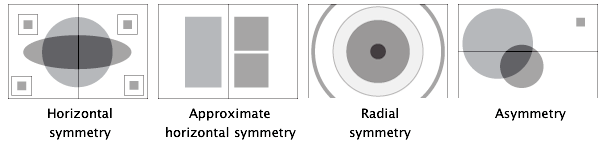 Horizontal
symmetry
Approximate
horizontal symmetry
Radial
symmetry
Asymmetry